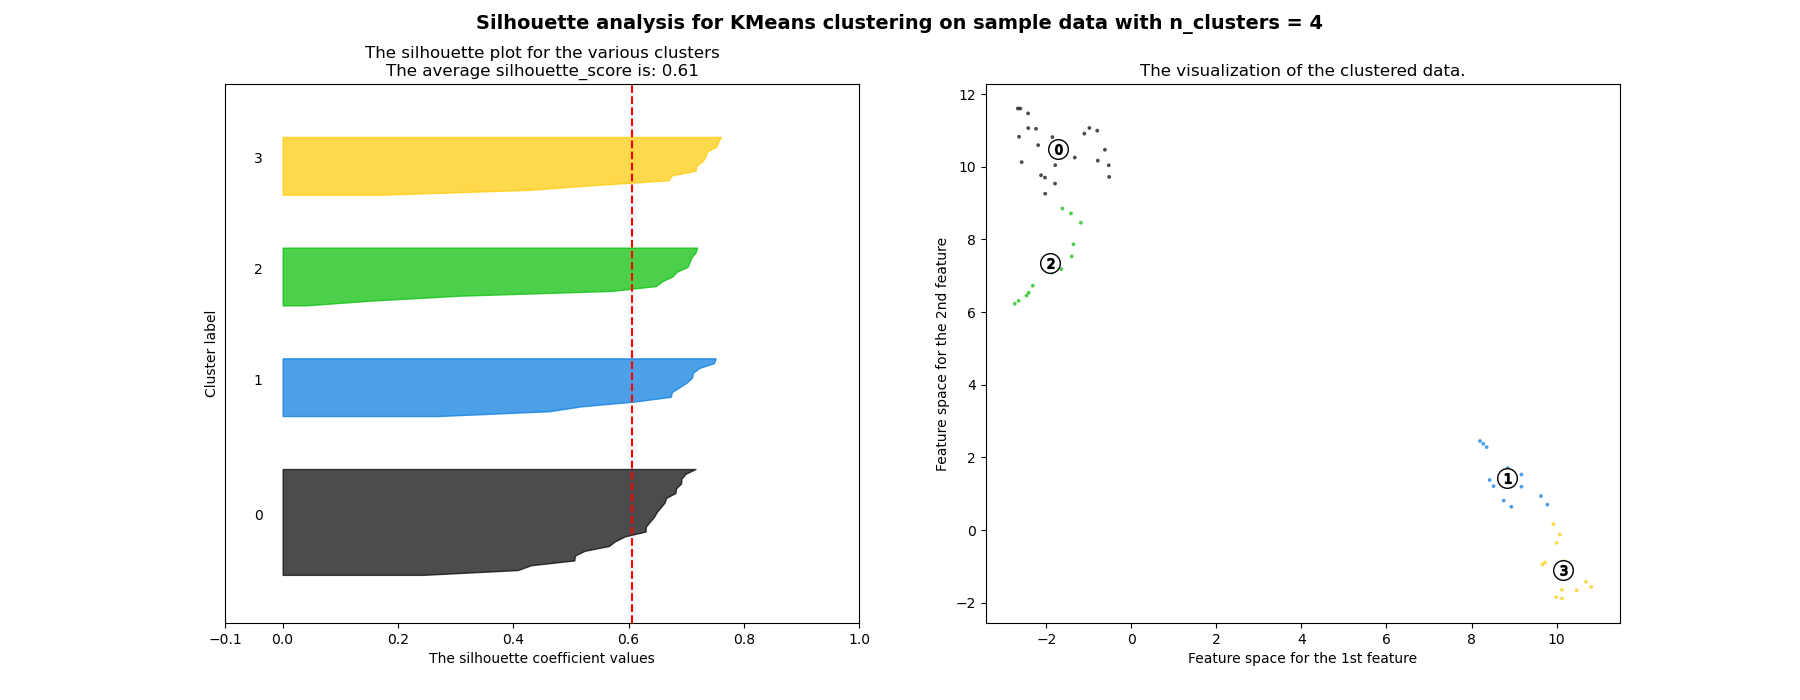 Silhouette analysis for KMeans clustering on sample data with n_clusters = 4
The silhouette plot for the various clusters
The average silhouette_score is: 0.61
3
2
1
0
Cluster label
−0.1 0.0 0.2 0.4 0.6 0.8 1.0
The silhouette coefficient values
The visualization of the clustered data.
12
10
8
6
4
2
0
−2
Feature space for the 2nd feature
0
2
1
3
−2 0 2 4 6 8 10
Feature space for the 1st feature